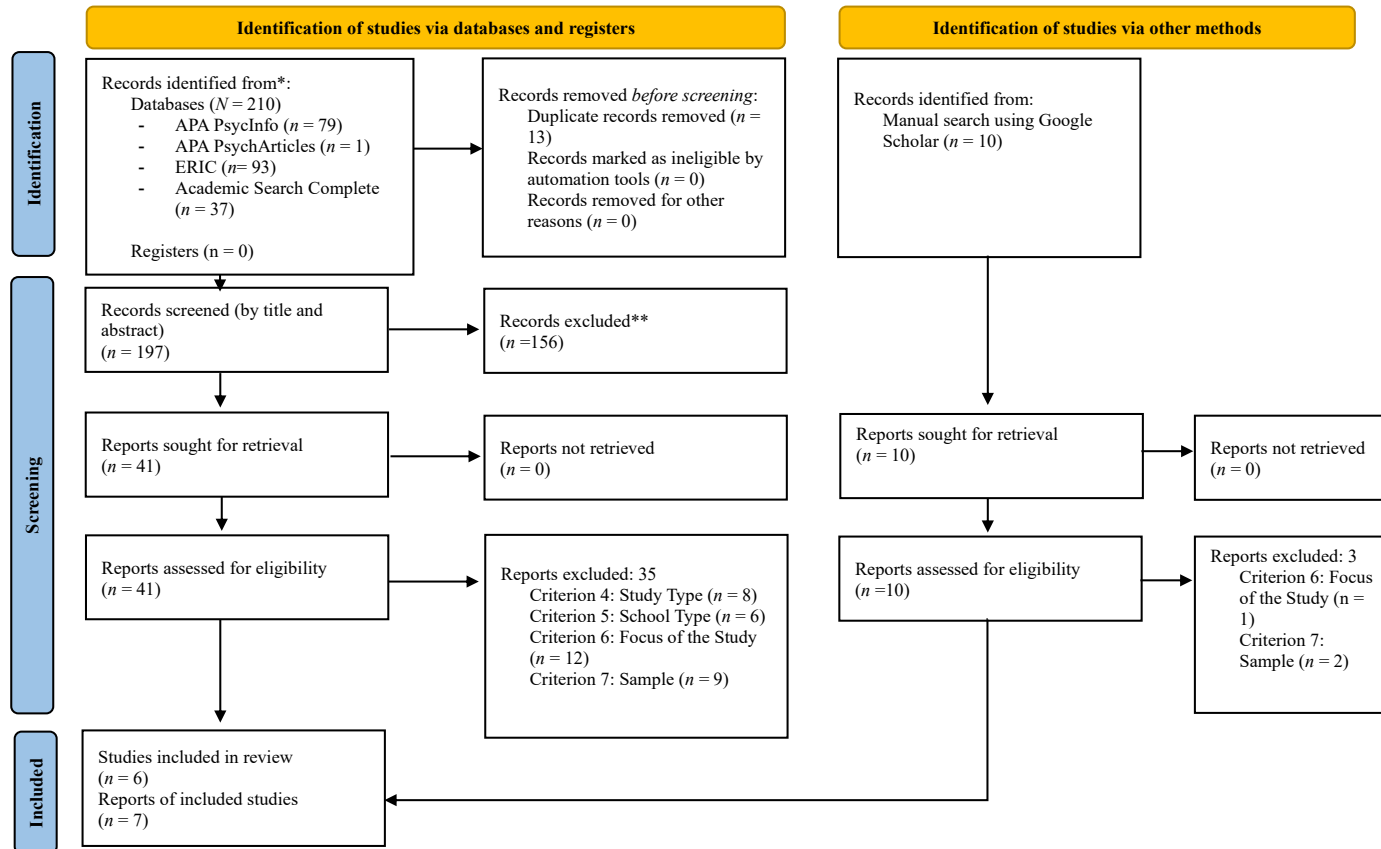 Identification of studies via databases and registers
Identification of studies via other methods
Identification
Records identified from*:
Databases (N = 210)
- APA PsycInfo (n = 79)
- APA PsychArticles (n = 1)
- ERIC (n= 93)
- Academic Search Complete
(n = 37)
Registers (n = 0)
Records removed before screening:
Duplicate records removed (n =
13)
Records marked as ineligible by
automation tools (n = 0)
Records removed for other
reasons (n = 0)
Records identified from:
Manual search using Google
Scholar (n = 10)
Screening
Records screened (by title and
abstract)
(n = 197)
Records excluded**
(n =156)
Reports sought for retrieval
(n = 41)
Reports not retrieved
(n = 0)
Reports sought for retrieval
(n = 10)
Reports not retrieved
(n = 0)
Reports assessed for eligibility
(n = 41)
Reports excluded: 35
Criterion 4: Study Type (n = 8)
Criterion 5: School Type (n = 6)
Criterion 6: Focus of the Study
(n = 12)
Criterion 7: Sample (n = 9)
Reports assessed for eligibility
(n =10)
Reports excluded: 3
Criterion 6: Focus
of the Study (n =
1)
Criterion 7:
Sample (n = 2)
Included
Studies included in review
(n = 6)
Reports of included studies
(n = 7)